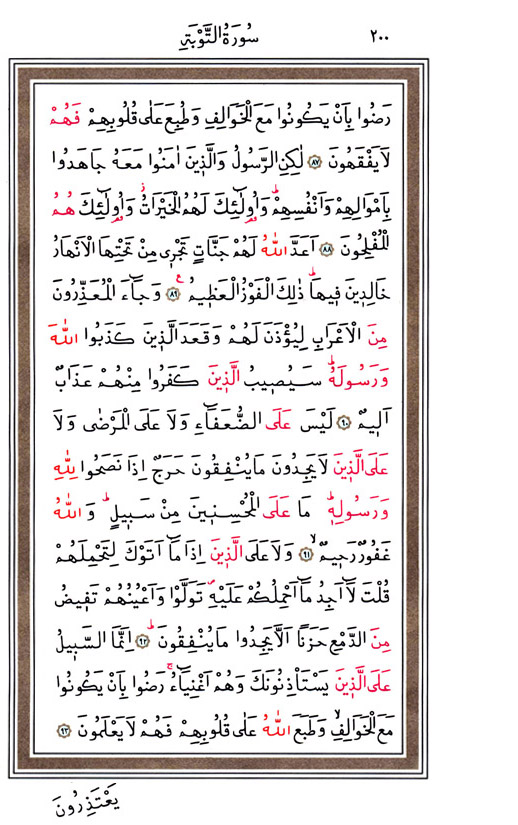 ٢٠٠ سُورَةُ التَّوْبَةِ
رَضُوا بِاَنْ يَكُونُوا مَعَ الْخَوَالِفِ وَطُبِعَ عَلٰى قُلُوبِهِمْ فَهُمْ
لَا يَفْقَهُونَ ﴿٨٧﴾ لٰكِنِ الرَّسُولُ وَالَّذ۪ينَ اٰمَنُوا مَعَهُ جَاهَدُوا
بِاَمْوَالِهِمْ وَاَنْفُسِهِمْۜ وَاُو۬لٰٓئِكَ لَهُمُ الْخَيْرَاتُۘ وَاُو۬لٰٓئِكَ هُمُ
الْمُفْلِحُونَ ﴿٨٨﴾ اَعَدَّ اللّٰهُ لَهُمْ جَنَّاتٍ تَجْر۪ي مِنْ تَحْتِهَا الْاَنْهَارُ
خَالِد۪ينَ ف۪يهَاۜ ذٰلِكَ الْفَوْزُ الْعَظ۪يمُ۟ ﴿٨٩﴾ وَجَٓاءَ الْمُعَذِّرُونَ
مِنَ الْاَعْرَابِ لِيُؤْذَنَ لَهُمْ وَقَعَدَ الَّذ۪ينَ كَذَبُوا اللّٰهَ
وَرَسُولَهُۜ سَيُص۪يبُ الَّذ۪ينَ كَفَرُوا مِنْهُمْ عَذَابٌ
اَل۪يمٌ ﴿٩٠﴾ لَيْسَ عَلَى الضُّعَفَٓاءِ وَلَا عَلَى الْمَرْضٰى وَلَا
عَلَى الَّذ۪ينَ لَا يَجِدُونَ مَا يُنْفِقُونَ حَرَجٌ اِذَا نَصَحُوا لِلّٰهِ
وَرَسُولِه۪ۜ مَا عَلَى الْمُحْسِن۪ينَ مِنْ سَب۪يلٍۜ وَاللّٰهُ
غَفُورٌ رَح۪يمٌۙ ﴿٩١﴾ وَلَا عَلَى الَّذ۪ينَ اِذَا مَٓا اَتَوْكَ لِتَحْمِلَهُمْ
قُلْتَ لَٓا اَجِدُ مَٓا اَحْمِلُكُمْ عَلَيْهِۖ تَوَلَّوْا وَاَعْيُنُهُمْ تَف۪يضُ
مِنَ الدَّمْعِ حَزَنًا اَلَّا يَجِدُوا مَا يُنْفِقُونَۜ ﴿٩٢﴾ اِنَّمَا السَّب۪يلُ
عَلَى الَّذ۪ينَ يَسْتَأْذِنُونَكَ وَهُمْ اَغْنِيَٓاءُۚ رَضُوا بِاَنْ يَكُونُوا
مَعَ الْخَوَالِفِۙ وَطَبَعَ اللّٰهُ عَلٰى قُلُوبِهِمْ فَهُمْ لَا يَعْلَمُونَ ﴿٩٣﴾
يَعْتَذِرُونَ